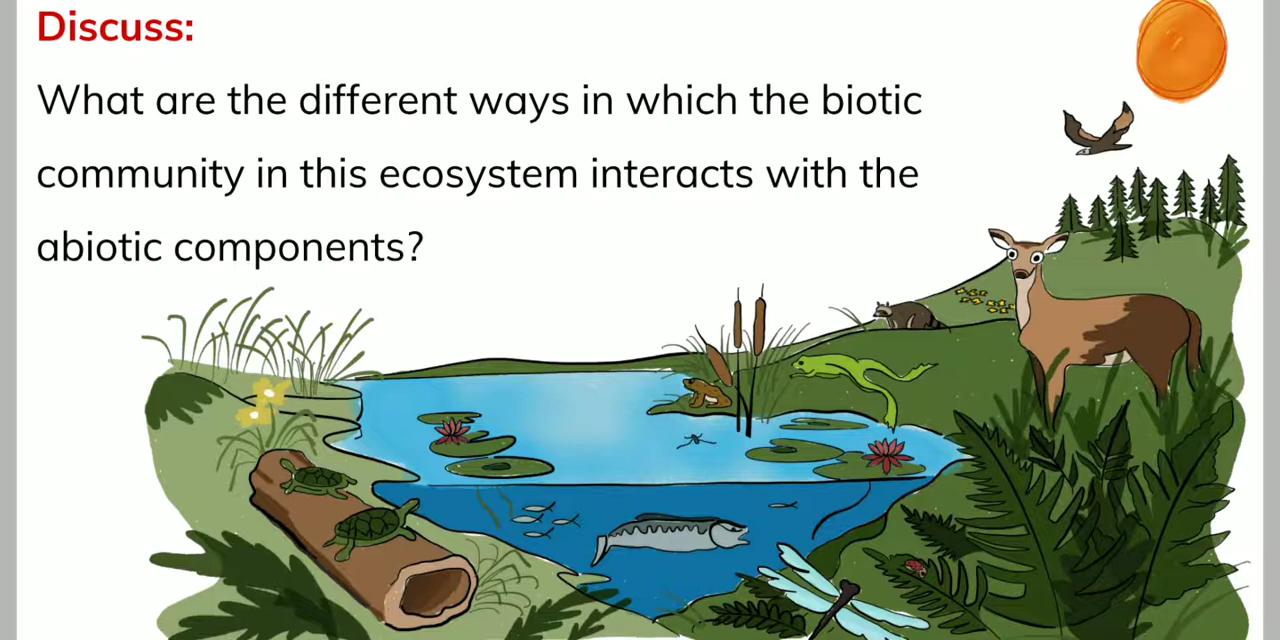 Discuss:
What are the different ways in which the biotic
community in this ecosystem interacts with the
abiotic components?